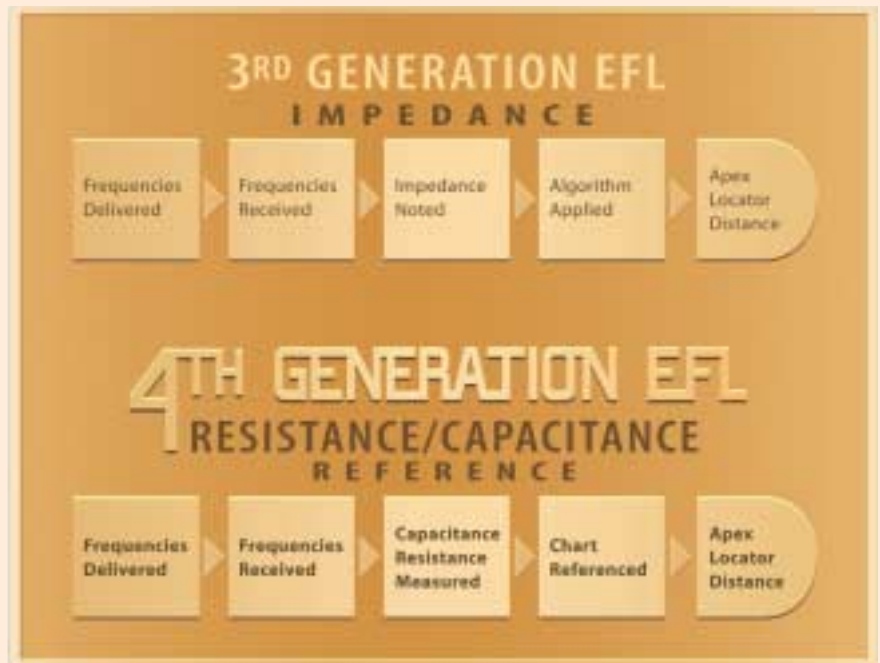 3RD GENERATION EFL
IMPEDANCE
Frequencies
Delivered
Frequencies
Received
Impedance
Noted
Algorithm
Applied
Apex
Locator
Distance
4TH GENERATION EFL
RESISTANCE/CAPACITANCE
REFERENCE
Frequencies
Delivered
Frequencies
Received
Capacitance
Resistance
Measured
Chart
Referenced
Apex
Locator
Distance